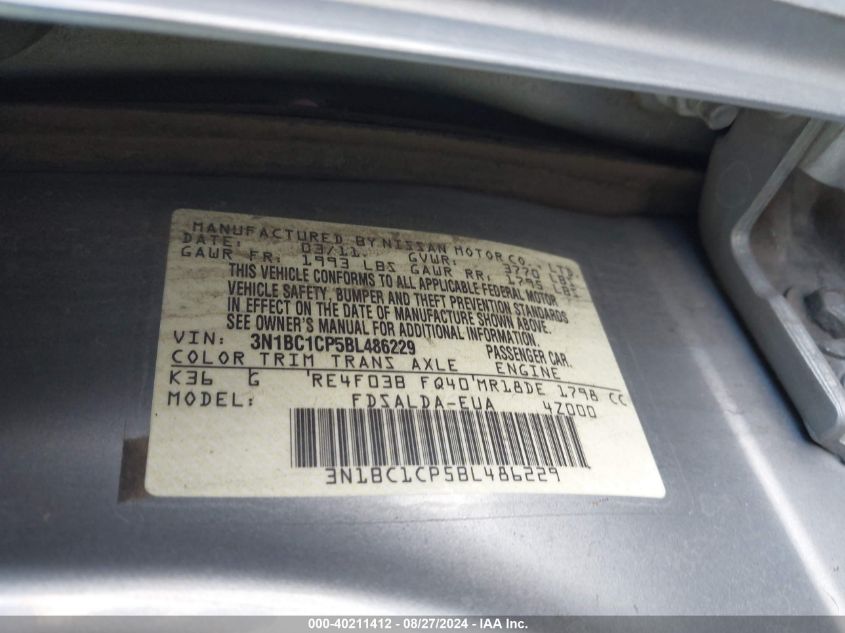 MANUFACTURED BY NISSAN MOTOR CO., LTD.
DATE: 03/11 GVWR: 3770 LBS
GAWR FR: 1993 LBS GAWR RR: 1795 LBS
THIS VEHICLE CONFORMS TO ALL APPLICABLE FEDERAL MOTOR
VEHICLE SAFETY, BUMPER AND THEFT PREVENTION STANDARDS
IN EFFECT ON THE DATE OF MANUFACTURE SHOWN ABOVE.
SEE OWNER'S MANUAL FOR ADDITIONAL INFORMATION.
VIN: 3N1BC1CP5BL486229 PASSENGER CAR.
COLOR TRIM TRANS AXLE ENGINE
K36 G RE4F03B FQ40 MR18DE 1798 CC
MODEL: FDSALDA-EUA 4Z000
3N1BC1CP5BL486229
000-40211412 - 08/27/2024 - IAA Inc.